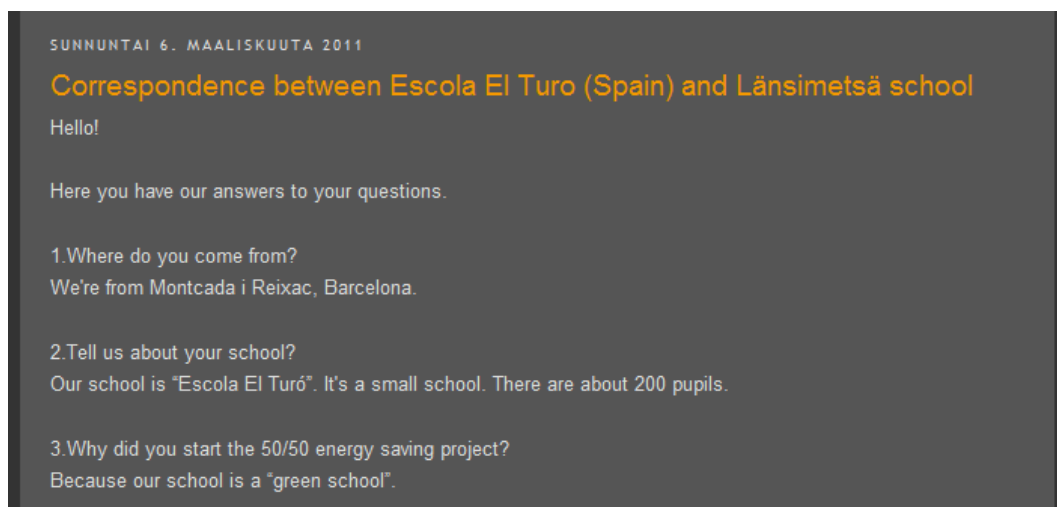 SUNNUNTAI 6. MAALISKUUTA 2011
Correspondence between Escola El Turo (Spain) and Länsimetsä school
Hello!
Here you have our answers to your questions.
1.Where do you come from?
We're from Montcada i Reixac, Barcelona.
2.Tell us about your school?
Our school is “Escola El Turó”. It's a small school. There are about 200 pupils.
3.Why did you start the 50/50 energy saving project?
Because our school is a “green school”.